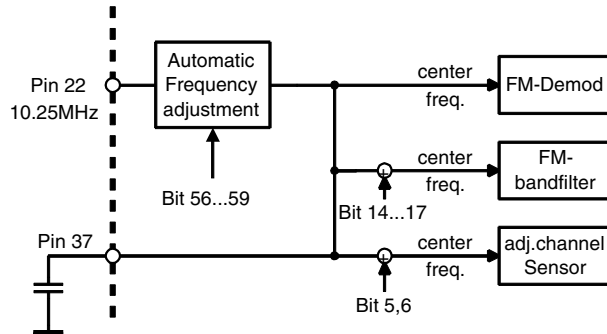 Pin 22
10.25MHz
Automatic
Frequency
adjustment
center
freq.
FM-Demod
Bit 56...59
+
center
freq.
FM-
bandfilter
Bit 14...17
Pin 37
+
center
freq.
adj.channel
Sensor
Bit 5,6